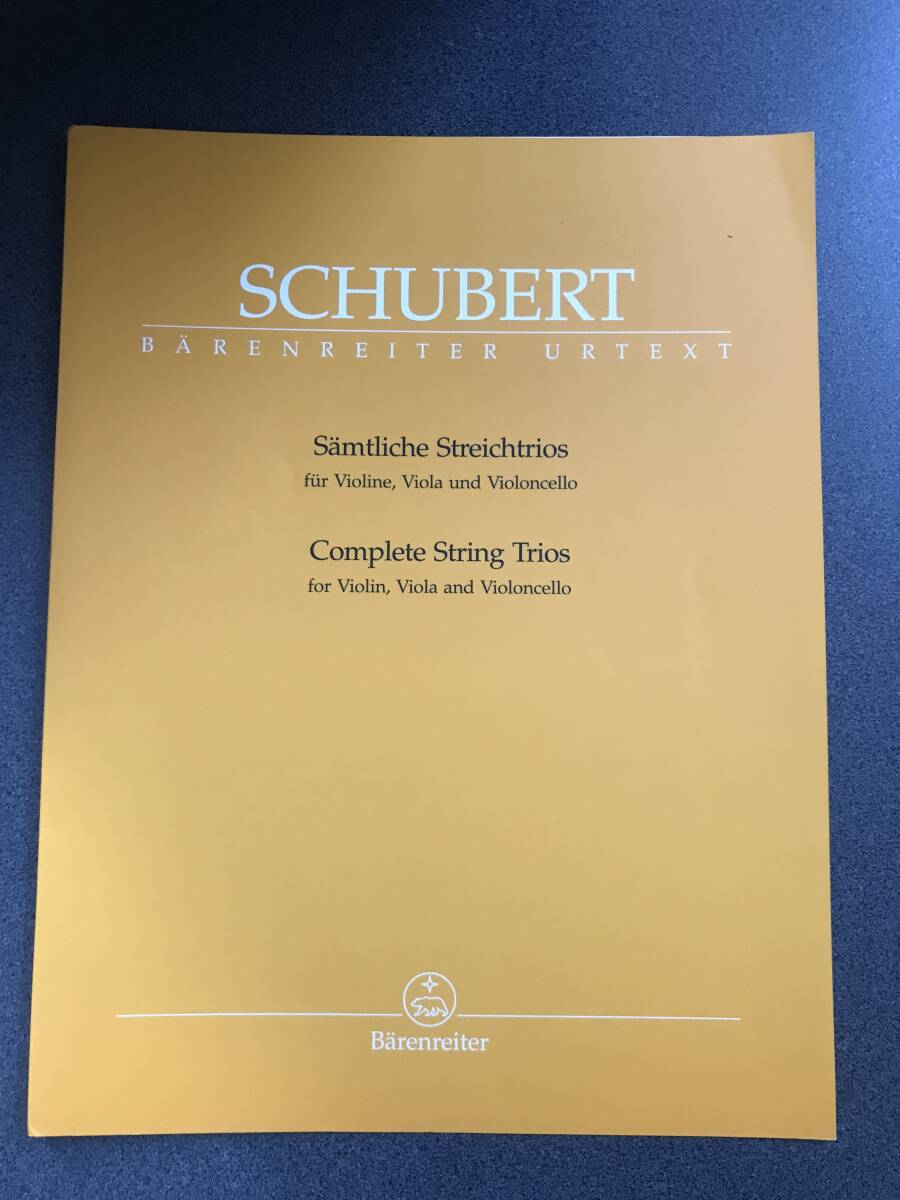 SCHUBERT
BÄRENREITER URTEXT
Sämtliche Streichtrios
für Violine, Viola und Violoncello
Complete String Trios
for Violin, Viola and Violoncello
Bärenreiter